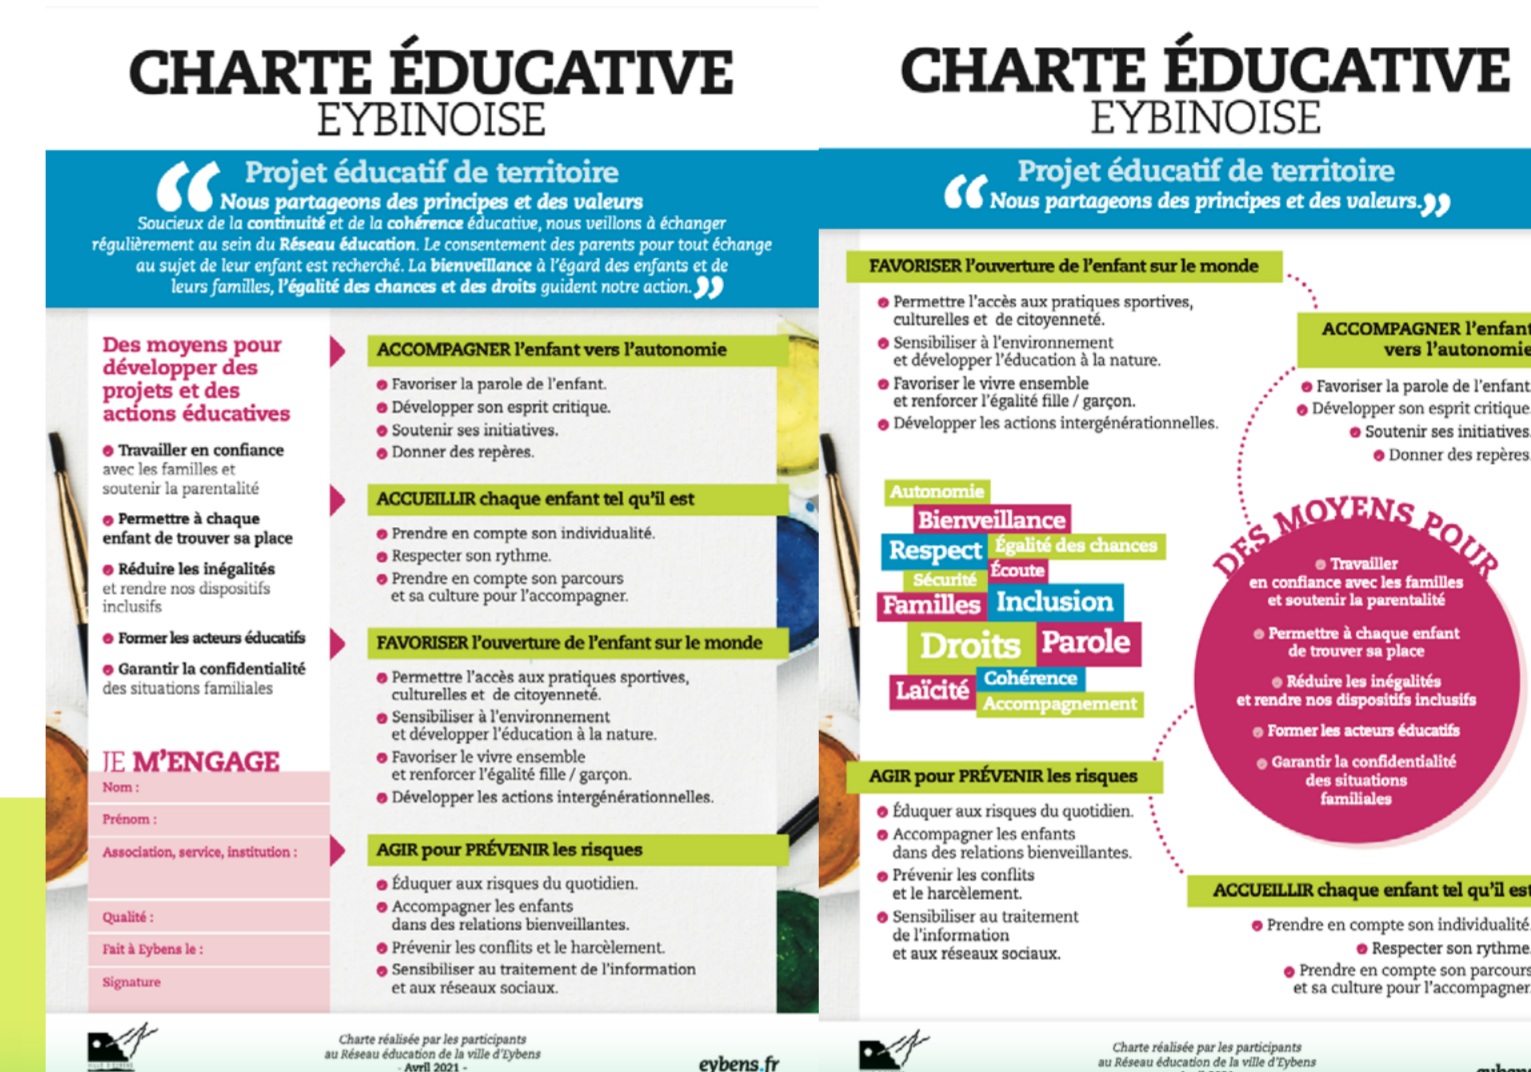 CHARTE ÉDUCATIVE
EYBINOISE
“ Projet éducatif de territoire
Nous partageons des principes et des valeurs
Soucieux de la continuité et de la cohérence éducative, nous veillons à échanger
régulièrement au sein du Réseau éducation. Le consentement des parents pour tout échange
au sujet de leur enfant est recherché. La bienveillance à l'égard des enfants et de
leurs familles, l'égalité des chances et des droits guident notre action. ”
Des moyens pour
développer des
projets et des
actions éducatives
Travailler en confiance
avec les familles et
soutenir la parentalité
Permettre à chaque
enfant de trouver sa place
Réduire les inégalités
et rendre nos dispositifs
inclusifs
Former les acteurs éducatifs
Garantir la confidentialité
des situations familiales
JE M'ENGAGE
Nom :
Prénom :
Association, service, institution :
Qualité :
Fait à Eybens le :
Signature
ACCOMPAGNER l'enfant vers l'autonomie
Favoriser la parole de l'enfant.
Développer son esprit critique.
Soutenir ses initiatives.
Donner des repères.
ACCUEILLIR chaque enfant tel qu'il est
Prendre en compte son individualité.
Respecter son rythme.
Prendre en compte son parcours
et sa culture pour l'accompagner.
FAVORISER l'ouverture de l'enfant sur le monde
Permettre l'accès aux pratiques sportives,
culturelles et de citoyenneté.
Sensibiliser à l'environnement
et développer l'éducation à la nature.
Favoriser le vivre ensemble
et renforcer l'égalité fille / garçon.
Développer les actions intergénérationnelles.
AGIR pour PRÉVENIR les risques
Éduquer aux risques du quotidien.
Accompagner les enfants
dans des relations bienveillantes.
Prévenir les conflits et le harcèlement.
Sensibiliser au traitement de l'information
et aux réseaux sociaux.
Charte réalisée par les participants
au Réseau éducation de la ville d'Eybens
- Avril 2021 -
eybens.fr
CHARTE ÉDUCATIVE
EYBINOISE
Projet éducatif de territoire
“ Nous partageons des principes et des valeurs. ”
FAVORISER l'ouverture de l'enfant sur le monde
Permettre l'accès aux pratiques sportives,
culturelles et de citoyenneté.
Sensibiliser à l'environnement
et développer l'éducation à la nature.
Favoriser le vivre ensemble
et renforcer l'égalité fille / garçon.
Développer les actions intergénérationnelles.
ACCOMPAGNER l'enfant
vers l'autonomie
Favoriser la parole de l'enfant.
Développer son esprit critique.
Soutenir ses initiatives.
Donner des repères.
Autonomie
Bienveillance
Respect Égalité des chances
Sécurité Écoute
Familles Inclusion
Droits Parole
Laïcité Cohérence
Accompagnement
DES MOYENS POUR
Travailler
en confiance avec les familles
et soutenir la parentalité
Permettre à chaque enfant
de trouver sa place
Réduire les inégalités
et rendre nos dispositifs inclusifs
Former les acteurs éducatifs
Garantir la confidentialité
des situations
familiales
AGIR pour PRÉVENIR les risques
Éduquer aux risques du quotidien.
Accompagner les enfants
dans des relations bienveillantes.
Prévenir les conflits
et le harcèlement.
Sensibiliser au traitement
de l'information
et aux réseaux sociaux.
ACCUEILLIR chaque enfant tel qu'il est
Prendre en compte son individualité.
Respecter son rythme.
Prendre en compte son parcours
et sa culture pour l'accompagner.
Charte réalisée par les participants
au Réseau éducation de la ville d'Eybens